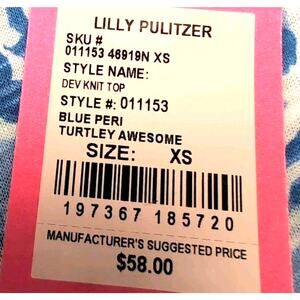 LILLY PULITZER
SKU #
011153 46919N XS
STYLE NAME:
DEV KNIT TOP
STYLE #: 011153
BLUE PERI
TURTLEY AWESOME
SIZE: XS
197367 185720
MANUFACTURER'S SUGGESTED PRICE
$58.00